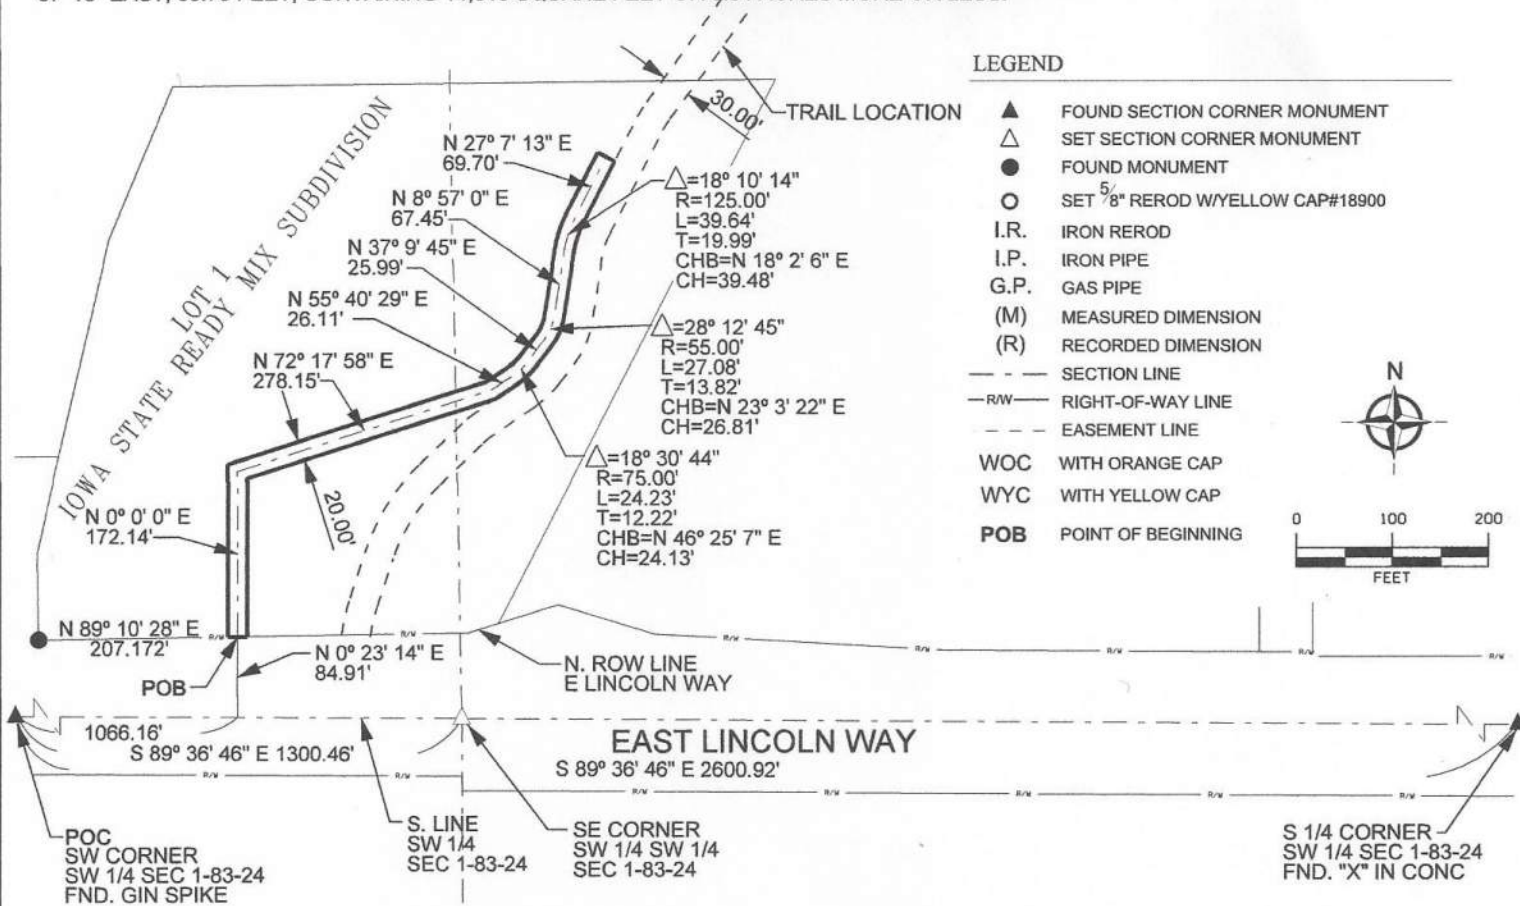 LEGEND
FOUND SECTION CORNER MONUMENT
SET SECTION CORNER MONUMENT
FOUND MONUMENT
SET 5/8" REROD W/YELLOW CAP#18900
I.R. IRON REROD
I.P. IRON PIPE
G.P. GAS PIPE
(M) MEASURED DIMENSION
(R) RECORDED DIMENSION
SECTION LINE
R/W RIGHT-OF-WAY LINE
EASEMENT LINE
WOC WITH ORANGE CAP
WYC WITH YELLOW CAP
POB POINT OF BEGINNING
N
0 100 200
FEET
TRAIL LOCATION
30.00'
LOT 1
IOWA STATE READY MIX SUBDIVISION
N 27° 7' 13" E
69.70'
N 8° 57' 0" E
67.45'
N 37° 9' 45" E
25.99'
N 55° 40' 29" E
26.11'
N 72° 17' 58" E
278.15'
20.00'
N 0° 0' 0" E
172.14'
△=18° 10' 14"
R=125.00'
L=39.64'
T=19.99'
CHB=N 18° 2' 6" E
CH=39.48'
△=28° 12' 45"
R=55.00'
L=27.08'
T=13.82'
CHB=N 23° 3' 22" E
CH=26.81'
△=18° 30' 44"
R=75.00'
L=24.23'
T=12.22'
CHB=N 46° 25' 7" E
CH=24.13'
N 89° 10' 28" E
207.172'
R/W
R/W
R/W
R/W
R/W
R/W
R/W
POB
N 0° 23' 14" E
84.91'
N. ROW LINE
E LINCOLN WAY
1066.16'
S 89° 36' 46" E 1300.46'
EAST LINCOLN WAY
S 89° 36' 46" E 2600.92'
R/W
R/W
R/W
R/W
R/W
R/W
R/W
POC
SW CORNER
SW 1/4 SEC 1-83-24
FND. GIN SPIKE
S. LINE
SW 1/4
SEC 1-83-24
SE CORNER
SW 1/4 SW 1/4
SEC 1-83-24
S 1/4 CORNER
SW 1/4 SEC 1-83-24
FND. "X" IN CONC